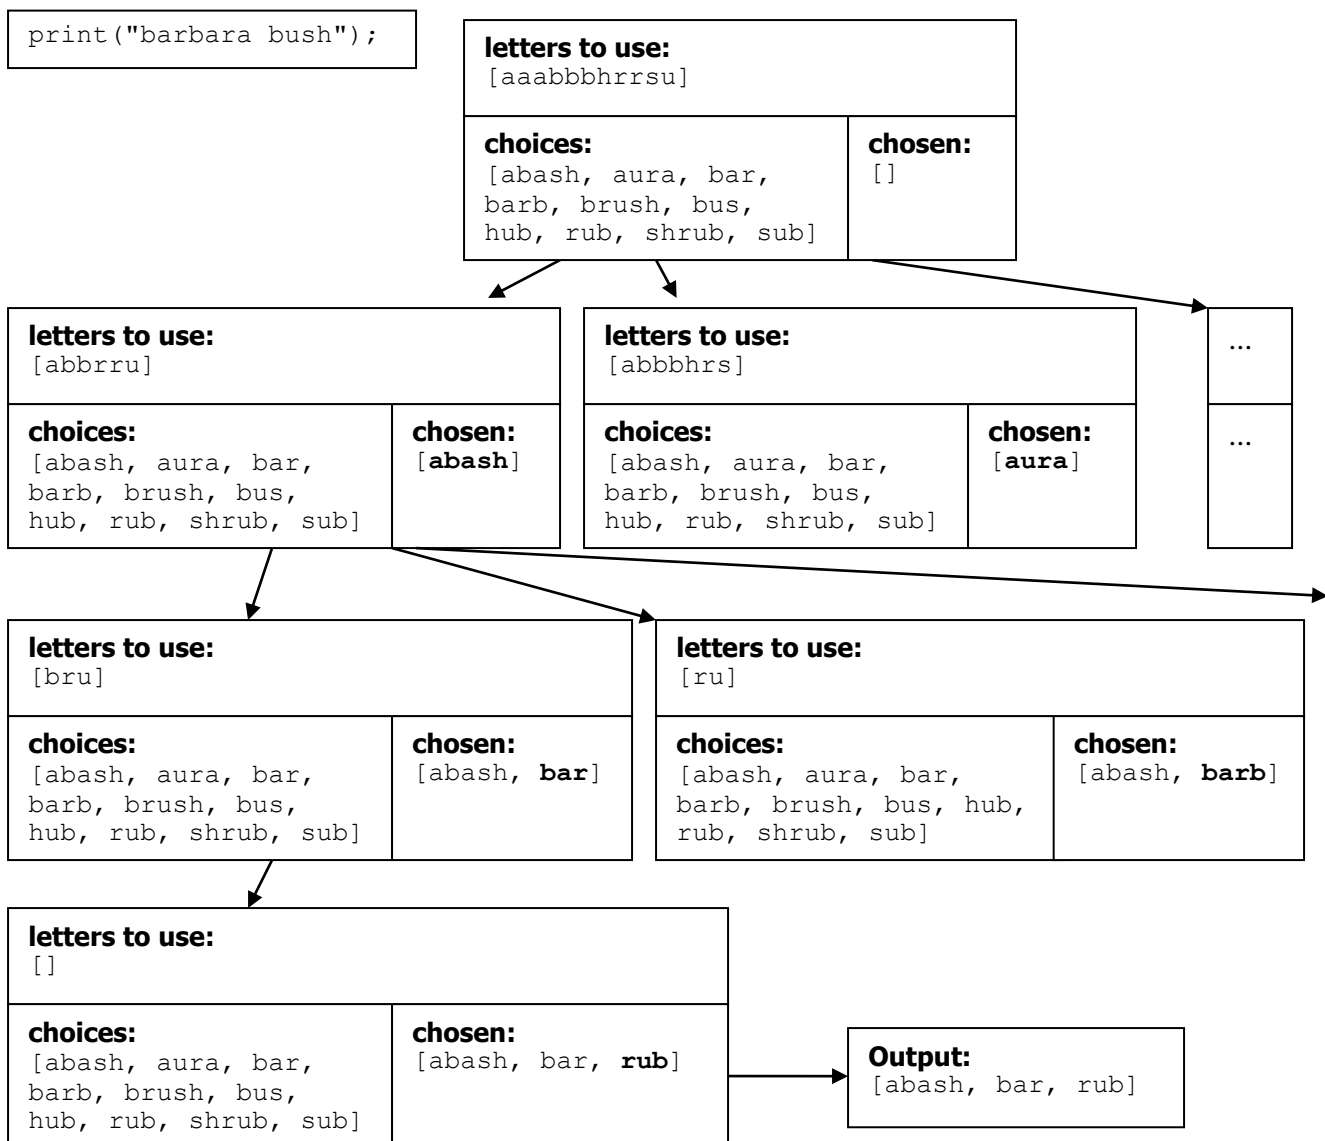 print("barbara bush");
letters to use:
[aaabbbhrrsu]
choices:
[abash, aura, bar,
barb, brush, bus,
hub, rub, shrub, sub]
chosen:
[]
letters to use:
[abbrru]
choices:
[abash, aura, bar,
barb, brush, bus,
hub, rub, shrub, sub]
chosen:
[abash]
letters to use:
[abbbhrs]
choices:
[abash, aura, bar,
barb, brush, bus,
hub, rub, shrub, sub]
chosen:
[aura]
...
...
letters to use:
[bru]
choices:
[abash, aura, bar,
barb, brush, bus,
hub, rub, shrub, sub]
chosen:
[abash, bar]
letters to use:
[ru]
choices:
[abash, aura, bar,
barb, brush, bus, hub,
rub, shrub, sub]
chosen:
[abash, barb]
letters to use:
[]
choices:
[abash, aura, bar,
barb, brush, bus,
hub, rub, shrub, sub]
chosen:
[abash, bar, rub]
Output:
[abash, bar, rub]